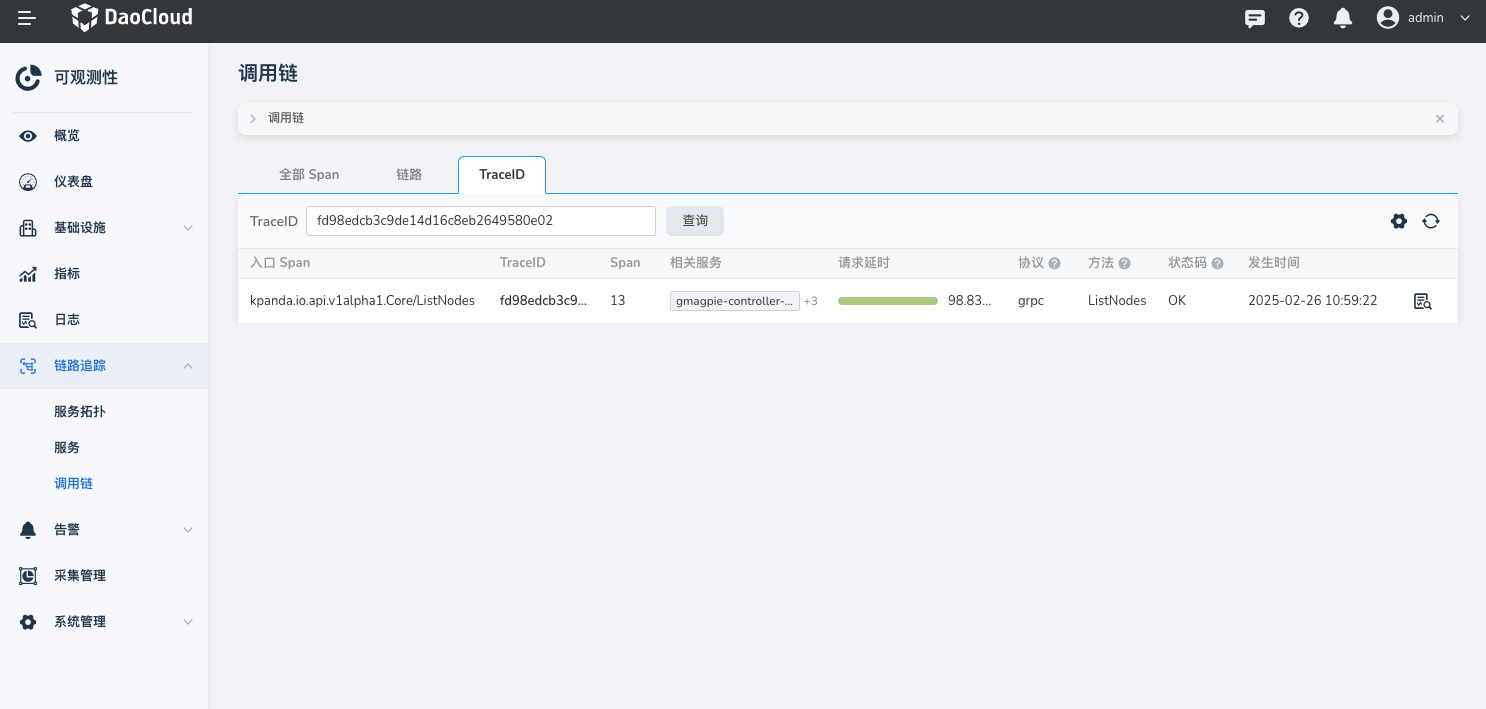 DaoCloud
admin
可观测性
概览
仪表盘
基础设施
指标
日志
链路追踪
服务拓扑
服务
调用链
告警
采集管理
系统管理
调用链
调用链
全部 Span 链路 TraceID
TraceID fd98edcb3c9de14d16c8eb2649580e02 查询
入口 Span TraceID Span 相关服务 请求延时 协议 方法 状态码 发生时间
kpanda.io.api.v1alpha1.Core/ListNodes fd98edcb3c9... 13 gmagpie-controller-... +3 98.83... grpc ListNodes OK 2025-02-26 10:59:22